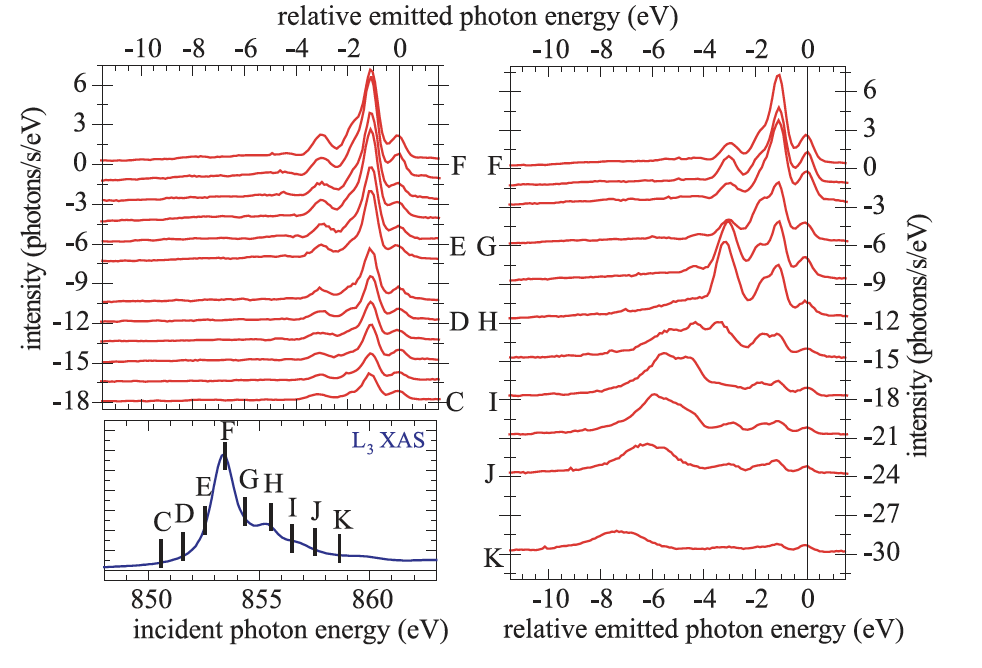 relative emitted photon energy (eV)
-10 -8 -6 -4 -2 0
-10 -8 -6 -4 -2 0
intensity (photons/s/eV)
6
3
0
-3
-6
-9
-12
-15
-18
F
E
D
C
F
G
H
I
J
K
6
3
0
-3
-6
-9
-12
-15
-18
-21
-24
-27
-30
intensity (photons/s/eV)
L3 XAS
C D E F G H I J K
850 855 860
incident photon energy (eV)
-10 -8 -6 -4 -2 0
relative emitted photon energy (eV)